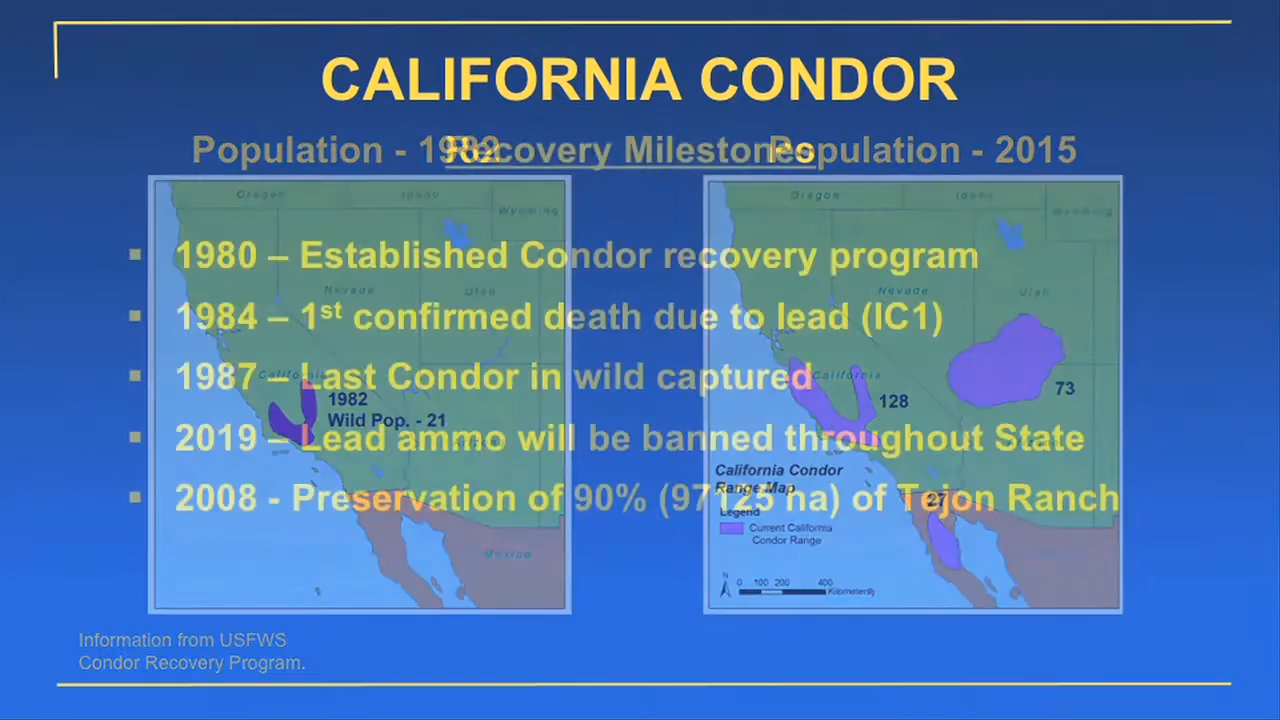 CALIFORNIA CONDOR
Population - 1982
Recovery Milestones
Population - 2015
▪ 1980 – Established Condor recovery program
▪ 1984 – 1st confirmed death due to lead (IC1)
▪ 1987 – Last Condor in wild captured
▪ 2019 – Lead ammo will be banned throughout State
▪ 2008 - Preservation of 90% (97125 ha) of Tejon Ranch
Oregon
Idaho
Wyoming
Nevada
Utah
California
1982
Wild Pop. - 21
Mexico
Oregon
Idaho
Wyoming
Nevada
Utah
California
73
128
California Condor
Range Map
27
Legend
Current California
Condor Range
N
0 100 200 400
Kilometers
Information from USFWS
Condor Recovery Program.